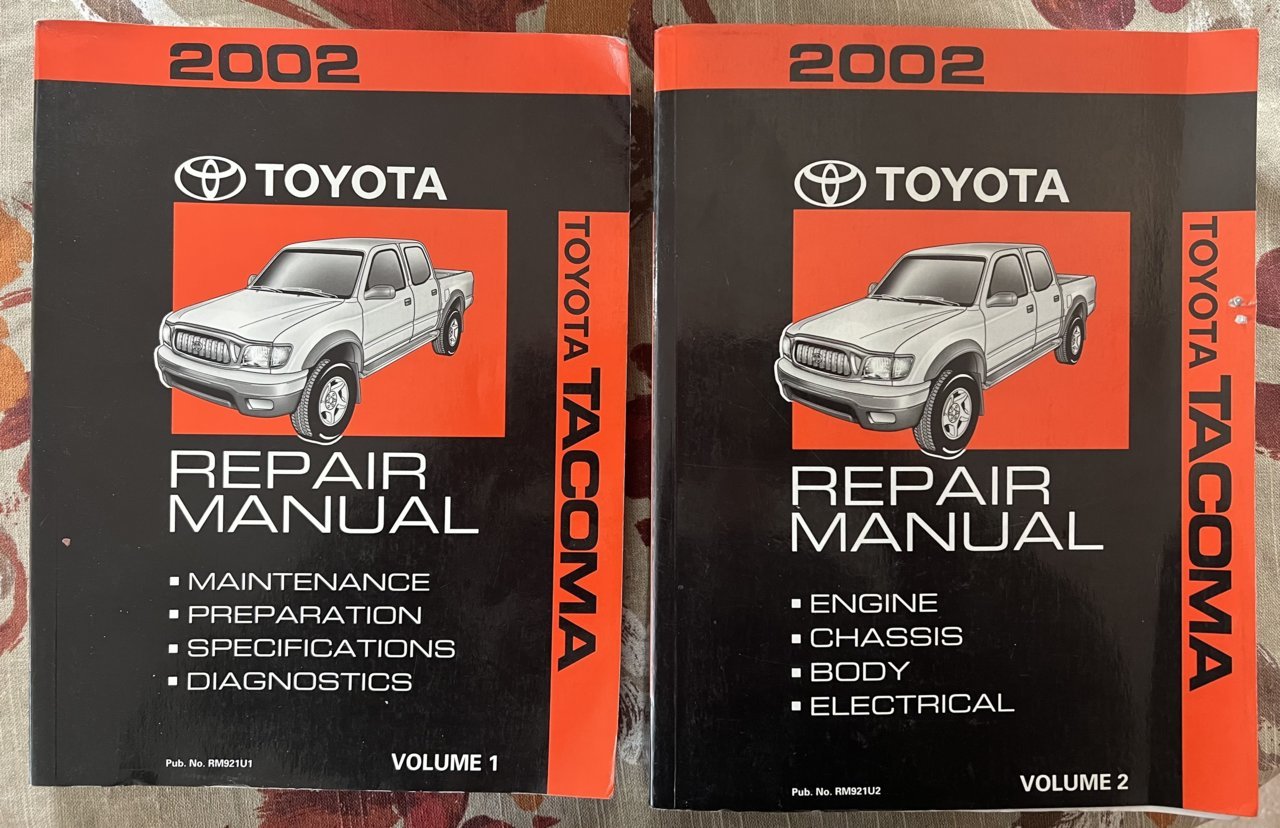 2002
TOYOTA
TOYOTA TACOMA
REPAIR
MANUAL
▪ MAINTENANCE
▪ PREPARATION
▪ SPECIFICATIONS
▪ DIAGNOSTICS
Pub. No. RM921U1
VOLUME 1
2002
TOYOTA
TOYOTA TACOMA
REPAIR
MANUAL
▪ ENGINE
▪ CHASSIS
▪ BODY
▪ ELECTRICAL
Pub. No. RM921U2
VOLUME 2